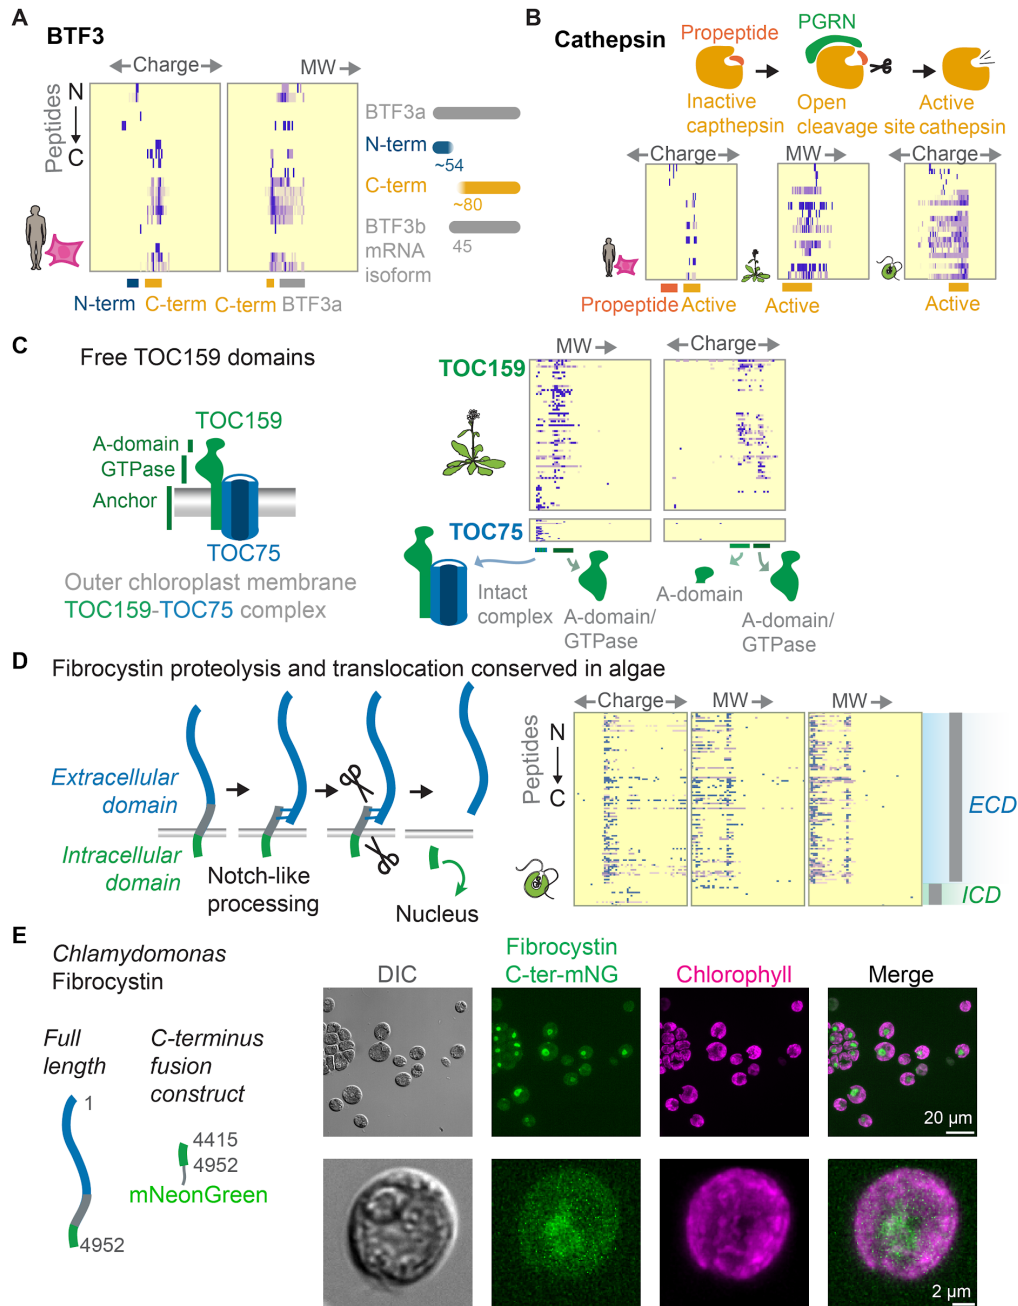 A
BTF3
Charge
MW
Peptides
N
C
BTF3a
N-term
~54
C-term
~80
BTF3b
mRNA
isoform
45
N-term
C-term
C-term
BTF3a
B
Cathepsin
Propeptide
PGRN
Inactive
capthepsin
Open
cleavage site
Active
cathepsin
Charge
MW
Charge
Propeptide
Active
Active
Active
C
Free TOC159 domains
TOC159
A-domain
GTPase
Anchor
TOC75
Outer chloroplast membrane
TOC159-TOC75 complex
MW
Charge
TOC159
TOC75
Intact
complex
A-domain/
GTPase
A-domain
A-domain/
GTPase
D
Fibrocystin proteolysis and translocation conserved in algae
Extracellular
domain
Intracellular
domain
Notch-like
processing
Nucleus
Charge
MW
MW
Peptides
N
C
ECD
ICD
E
Chlamydomonas
Fibrocystin
Full
length
C-terminus
fusion
construct
1
4952
4415
4952
mNeonGreen
DIC
Fibrocystin
C-ter-mNG
Chlorophyll
Merge
20 µm
2 µm